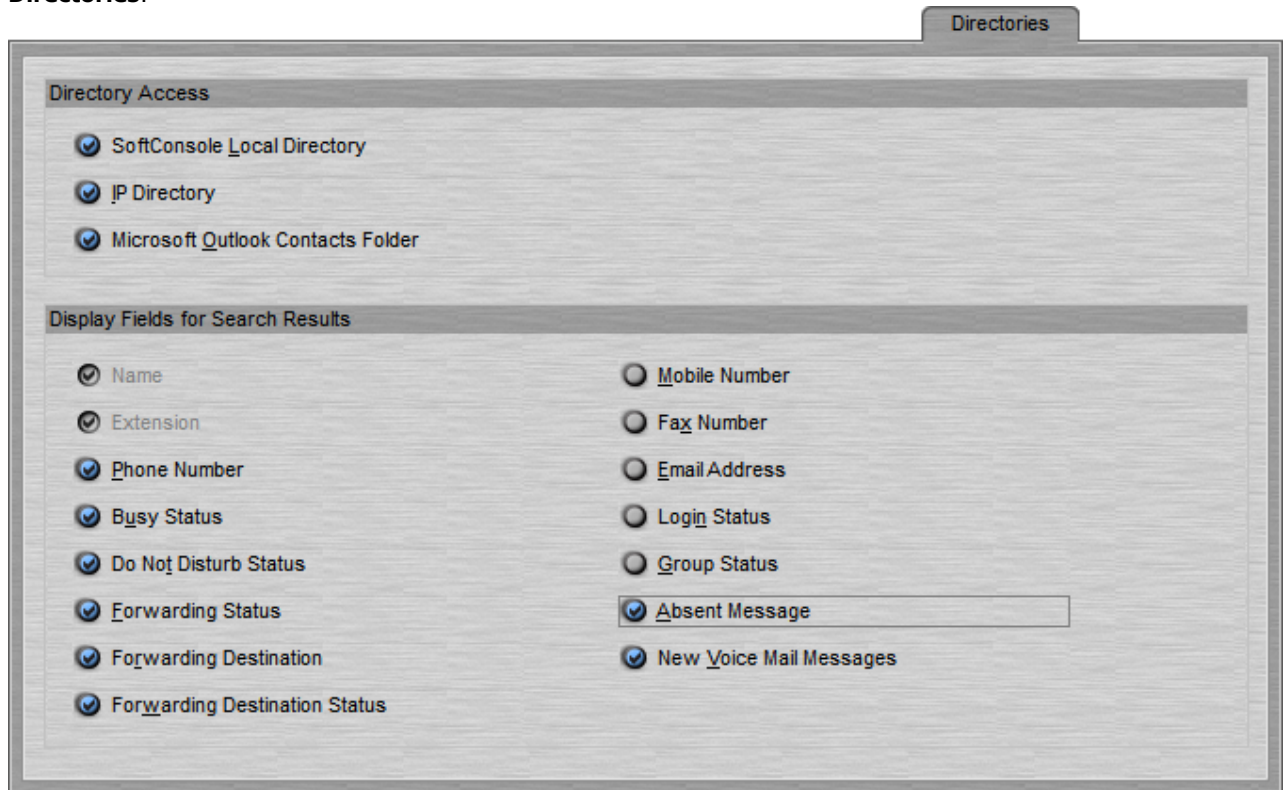 Directories.
Directories
Directory Access
SoftConsole Local Directory
IP Directory
Microsoft Outlook Contacts Folder
Display Fields for Search Results
Name
Extension
Phone Number
Busy Status
Do Not Disturb Status
Forwarding Status
Forwarding Destination
Forwarding Destination Status
Mobile Number
Fax Number
Email Address
Login Status
Group Status
Absent Message
New Voice Mail Messages